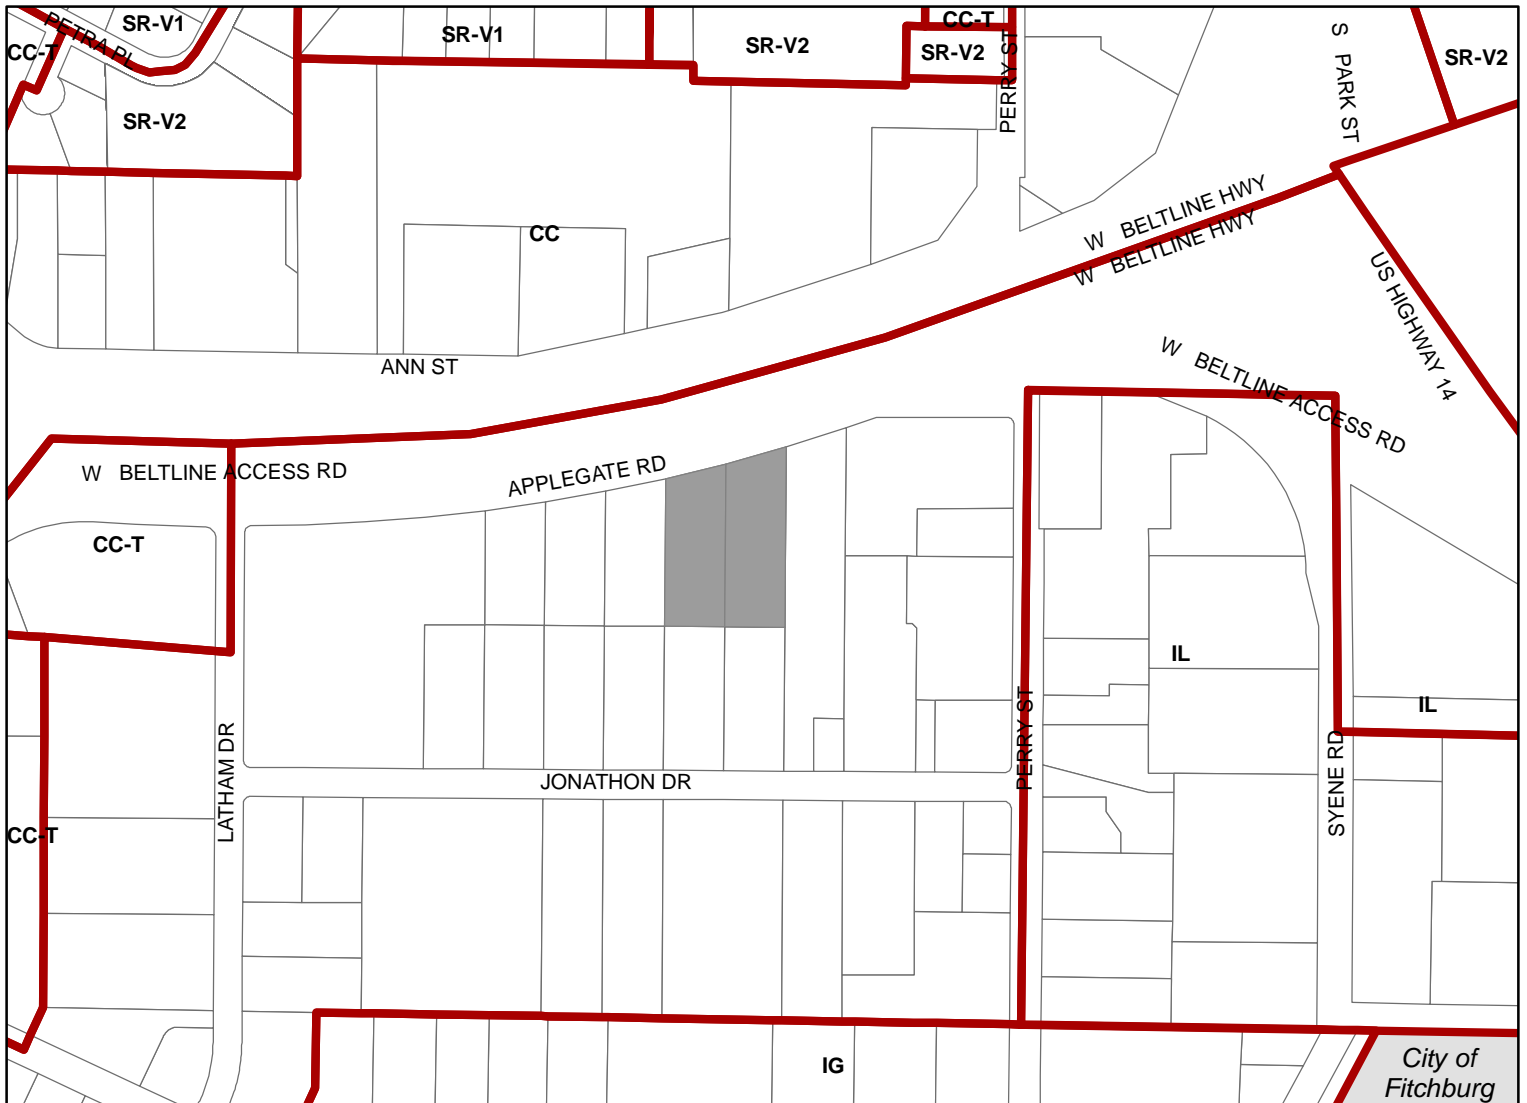 PETRA PL
SR-V1
CC-T
SR-V2
SR-V1
SR-V2
CC-T
SR-V2
PERRY ST
S PARK ST
SR-V2
CC
W BELTLINE HWY
W BELTLINE HWY
US HIGHWAY 14
ANN ST
W BELTLINE ACCESS RD
W BELTLINE ACCESS RD
APPLEGATE RD
CC-T
IL
IL
PERRY ST
LATHAM DR
JONATHON DR
SYENE RD
CC-T
IG
City of
Fitchburg